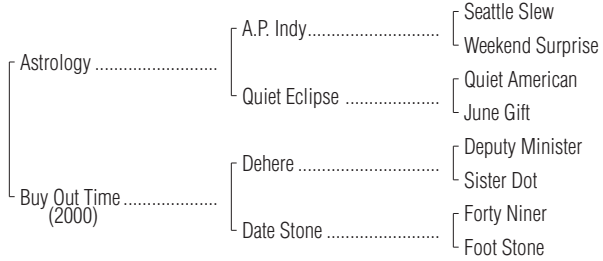 Seattle Slew
A.P. Indy............................
Weekend Surprise
Astrology ..........................
Quiet American
Quiet Eclipse ....................
June Gift
Deputy Minister
Dehere ..............................
Sister Dot
Buy Out Time....................
(2000)
Forty Niner
Date Stone ........................
Foot Stone